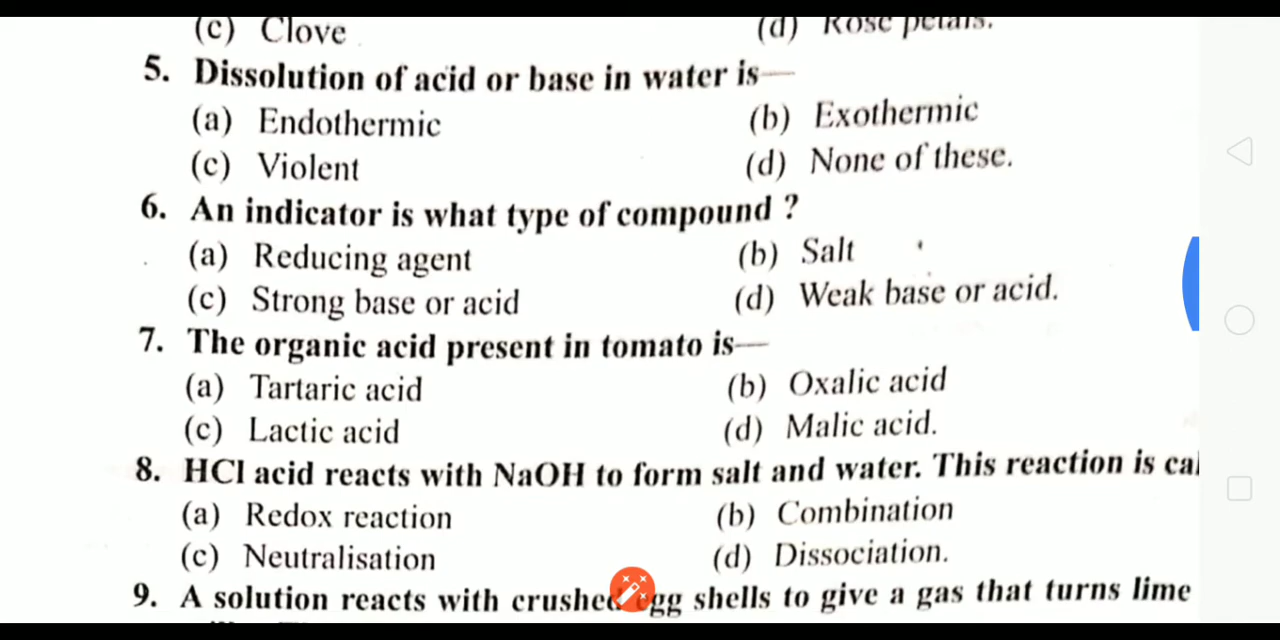 (c) Clove (d) Rose petals.
5. Dissolution of acid or base in water is—
(a) Endothermic (b) Exothermic
(c) Violent (d) None of these.
6. An indicator is what type of compound ?
(a) Reducing agent (b) Salt
(c) Strong base or acid (d) Weak base or acid.
7. The organic acid present in tomato is—
(a) Tartaric acid (b) Oxalic acid
(c) Lactic acid (d) Malic acid.
8. HCl acid reacts with NaOH to form salt and water. This reaction is
(a) Redox reaction (b) Combination
(c) Neutralisation (d) Dissociation.
9. A solution reacts with crushed egg shells to give a gas that turns lime